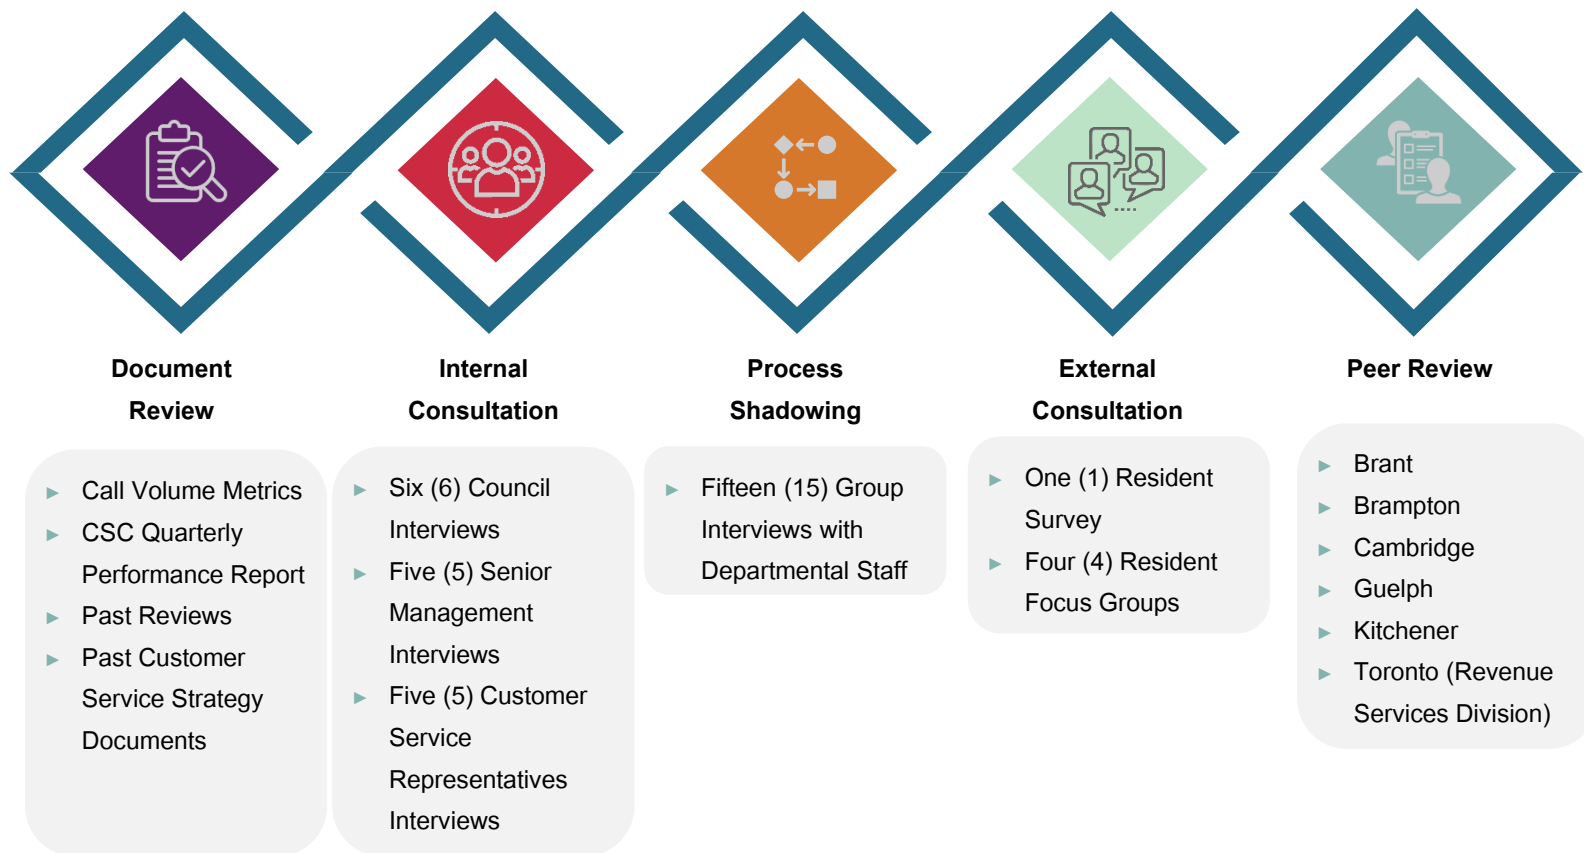 Document
Review
Internal
Consultation
Process
Shadowing
External
Consultation
Peer Review
► Call Volume Metrics
► CSC Quarterly
Performance Report
► Past Reviews
► Past Customer
Service Strategy
Documents
► Six (6) Council
Interviews
► Five (5) Senior
Management
Interviews
► Five (5) Customer
Service
Representatives
Interviews
► Fifteen (15) Group
Interviews with
Departmental Staff
► One (1) Resident
Survey
► Four (4) Resident
Focus Groups
► Brant
► Brampton
► Cambridge
► Guelph
► Kitchener
► Toronto (Revenue
Services Division)